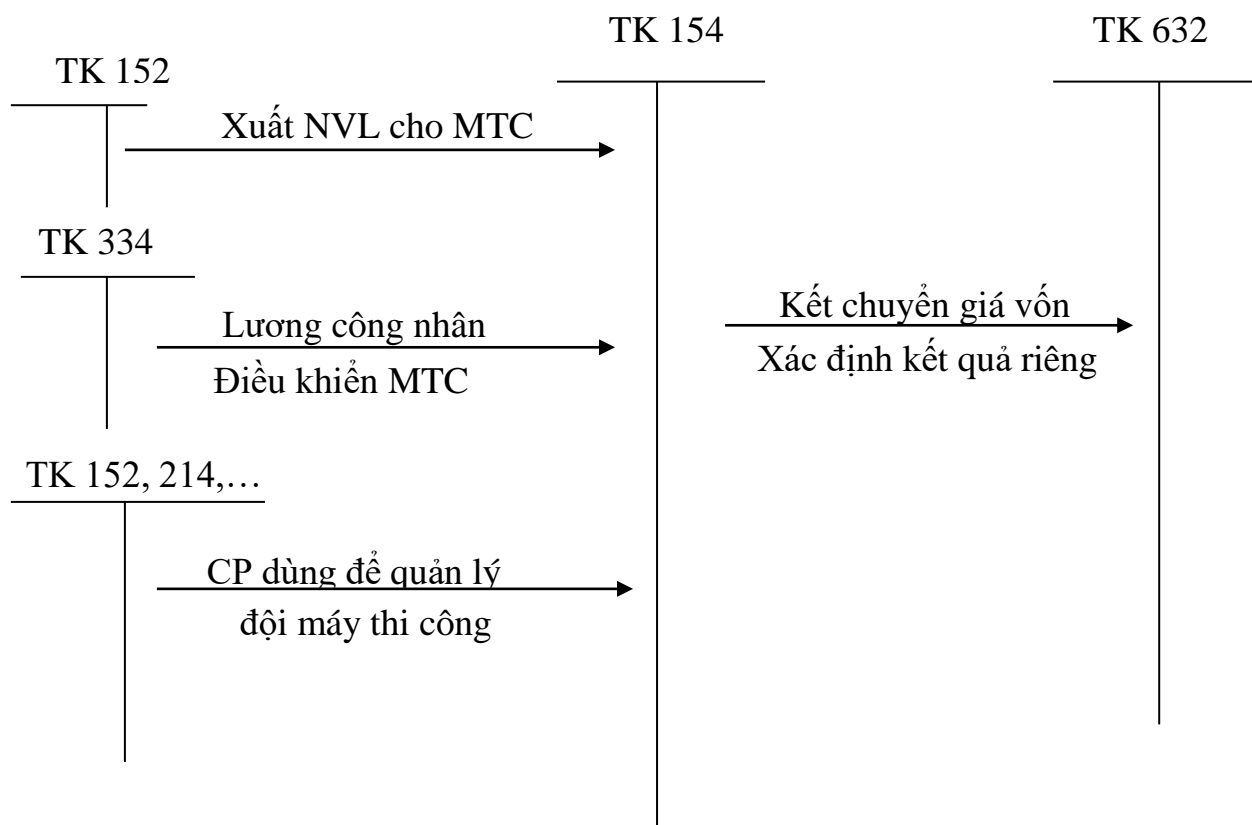 TK 154
TK 632
TK 152
Xuất NVL cho MTC
TK 334
Lương công nhân
Điều khiển MTC
Kết chuyển giá vốn
Xác định kết quả riêng
TK 152, 214,…
CP dùng để quản lý
đội máy thi công